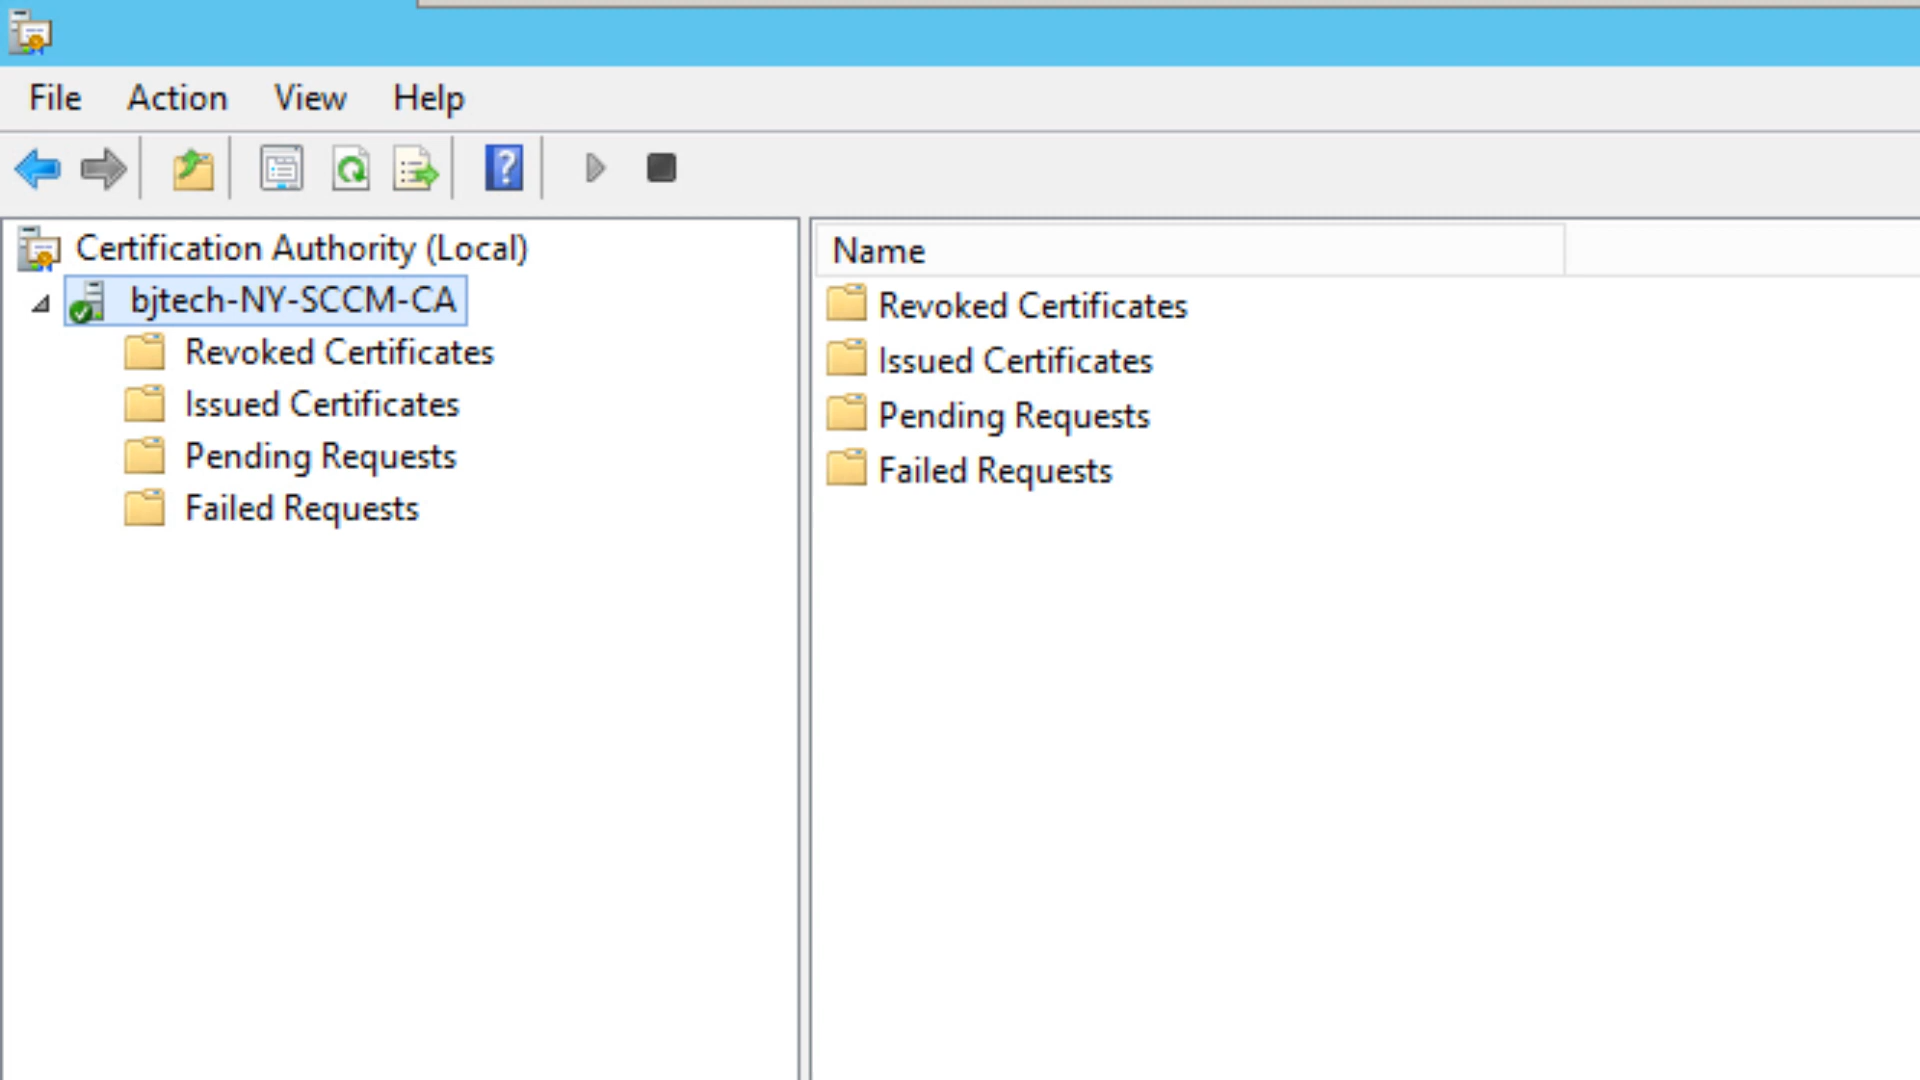 File Action View Help
Certification Authority (Local)
bjtech-NY-SCCM-CA
Revoked Certificates
Issued Certificates
Pending Requests
Failed Requests
Name
Revoked Certificates
Issued Certificates
Pending Requests
Failed Requests